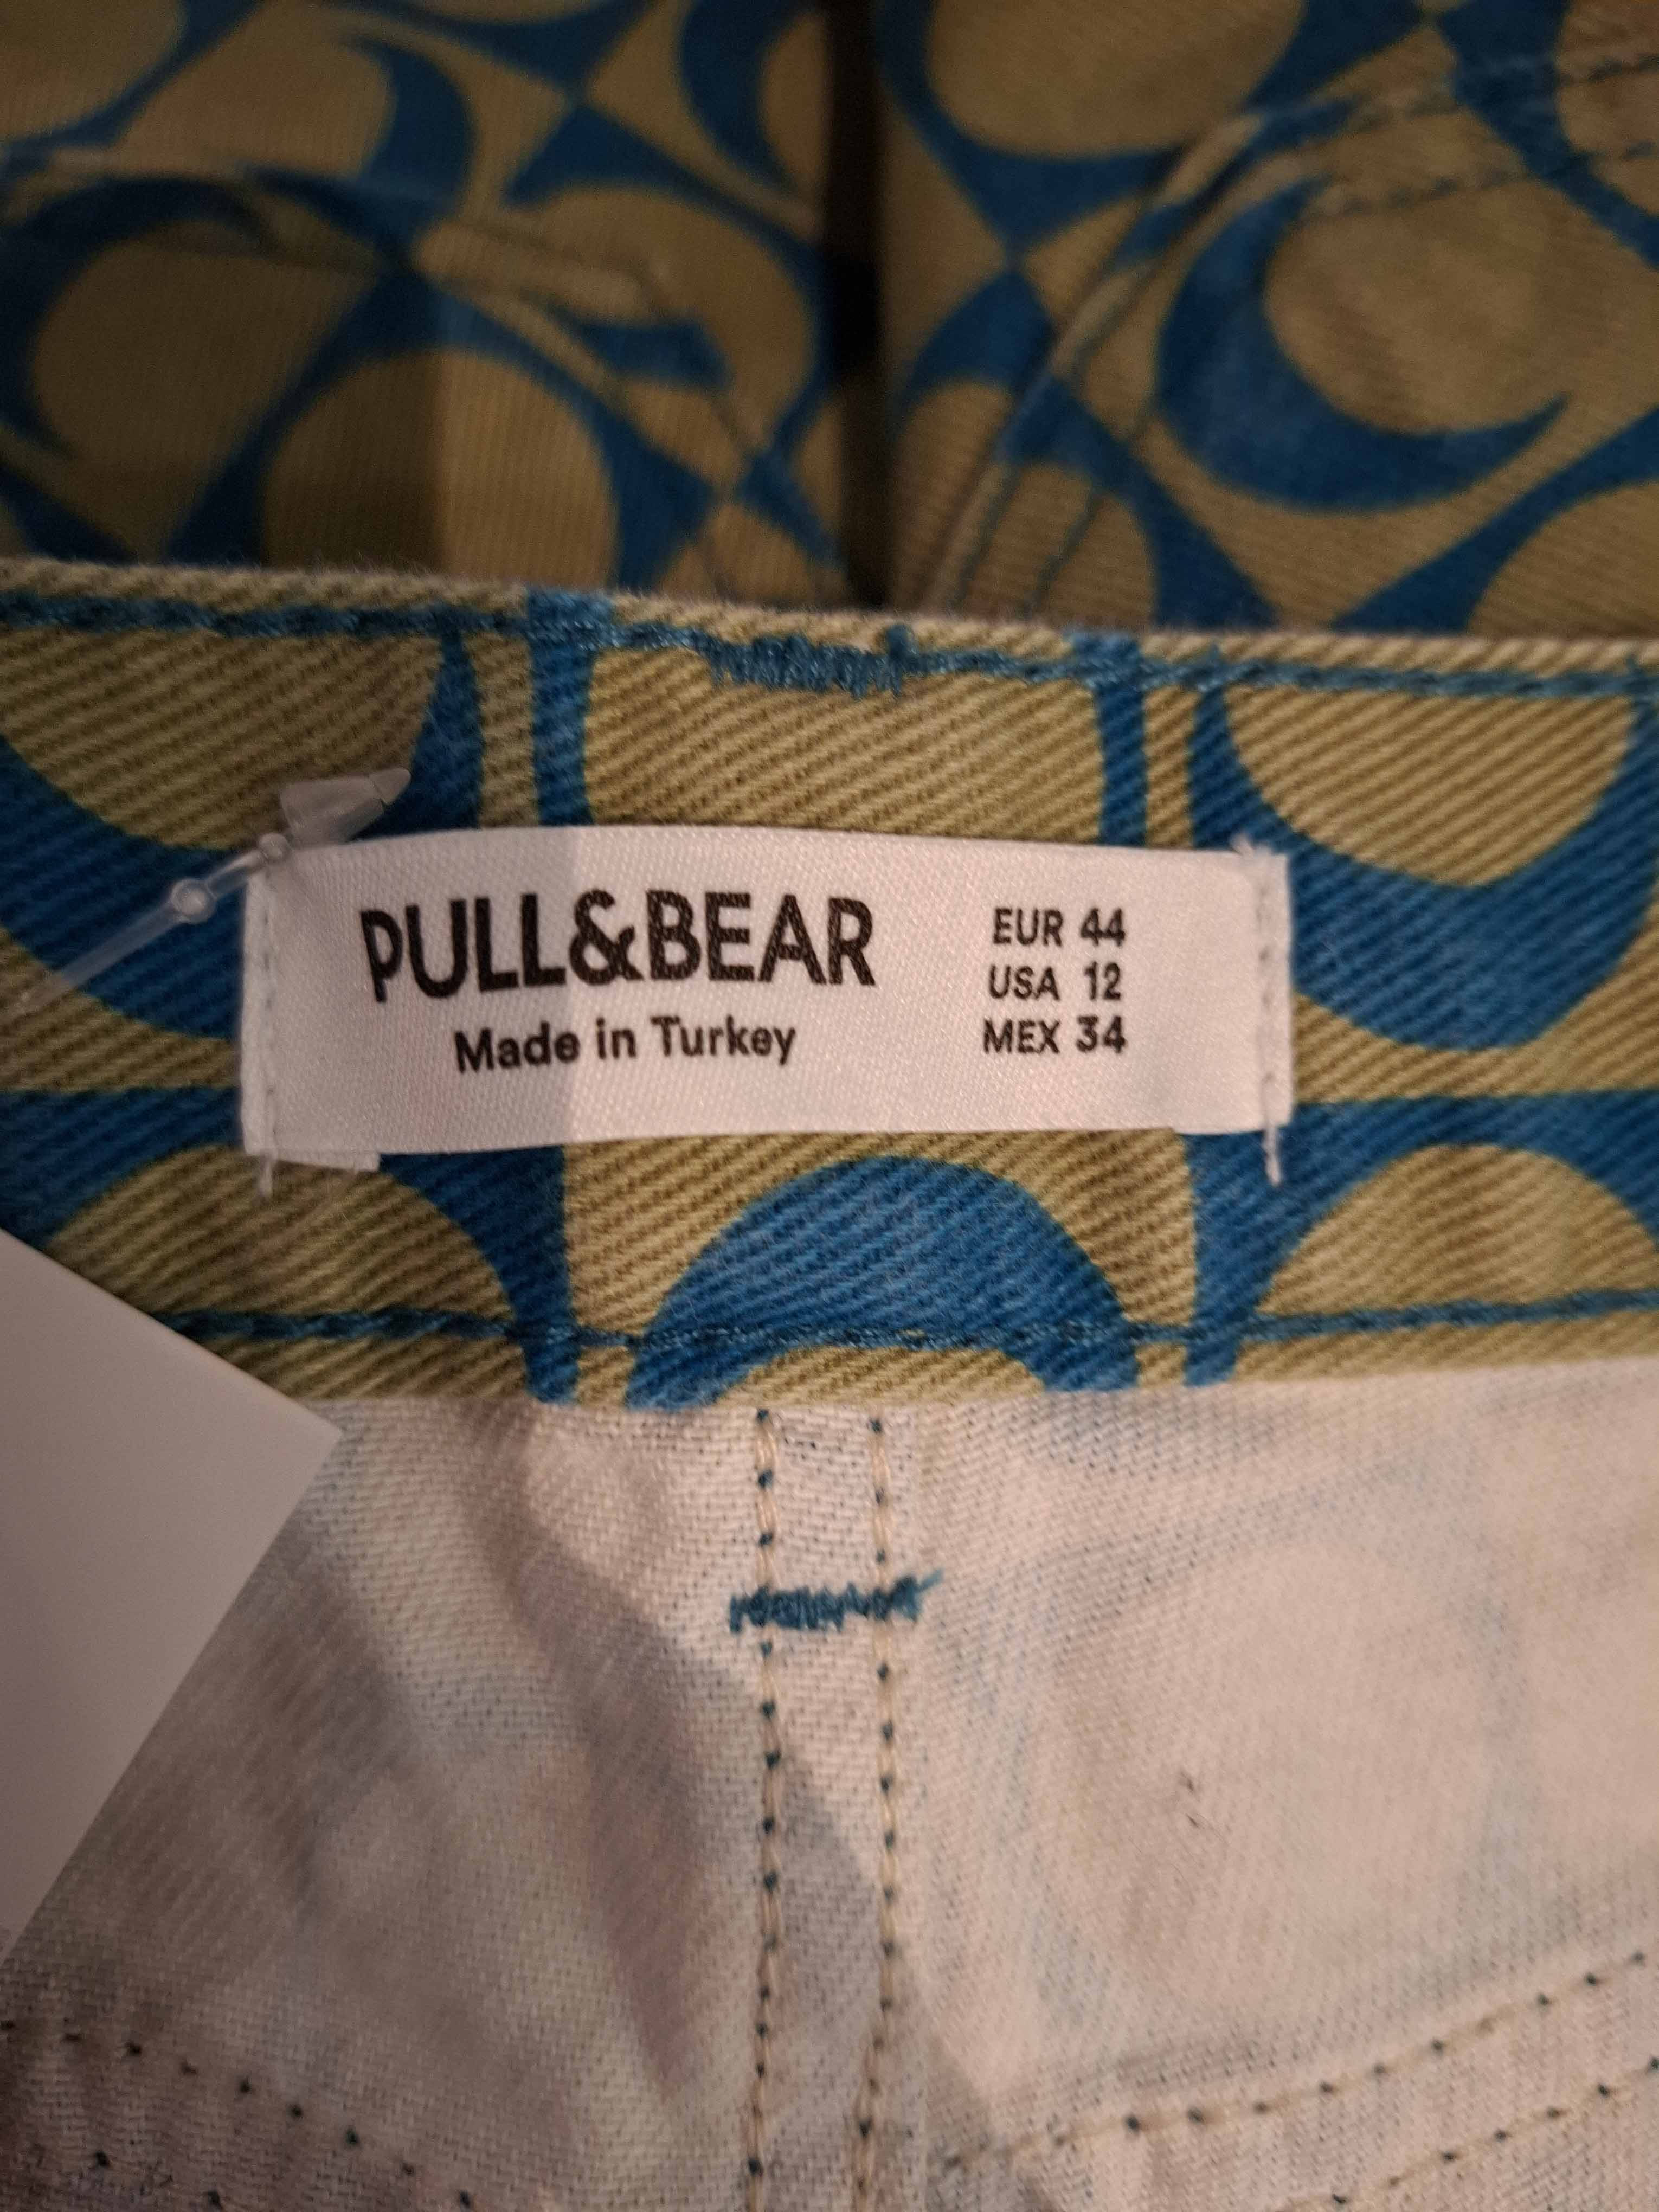 PULL&BEAR
Made in Turkey
EUR 44
USA 12
MEX 34